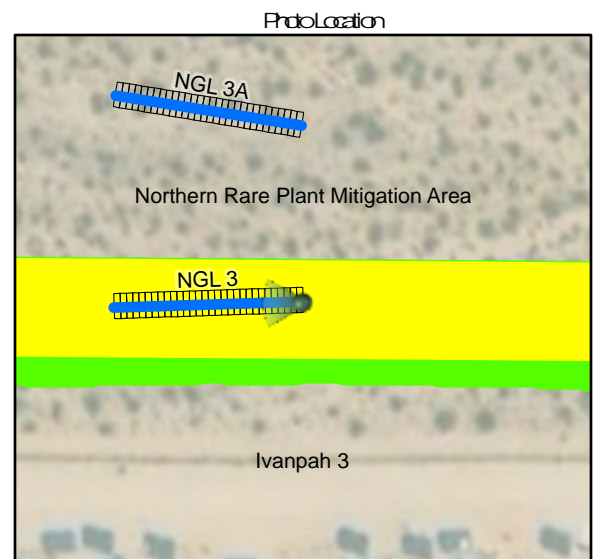 Photo Location
NGL 3A
Northern Rare Plant Mitigation Area
NGL 3
Ivanpah 3